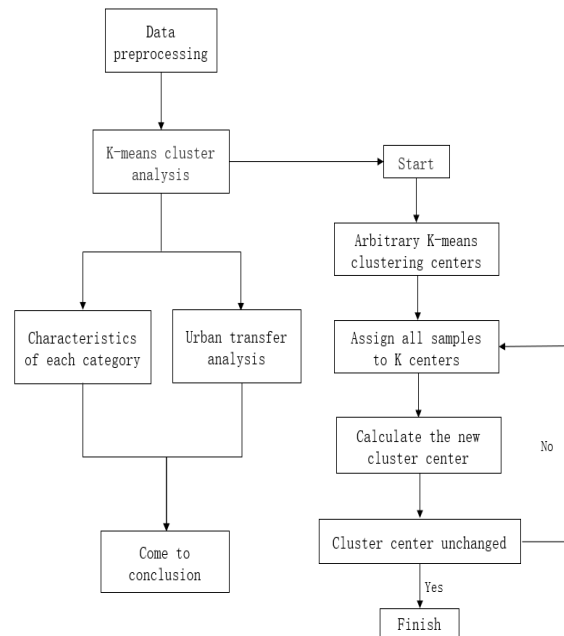 Data
preprocessing
K-means cluster
analysis
Start
Arbitrary K-means
clustering centers
Characteristics
of each category
Urban transfer
analysis
Assign all samples
to K centers
Calculate the new
cluster center
No
Come to
conclusion
Cluster center unchanged
Yes
Finish